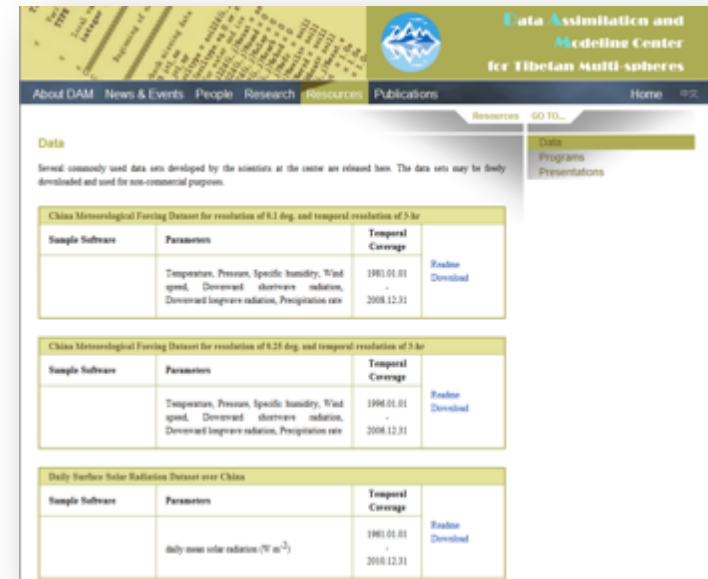 Data Assimilation and
Modeling Center
for Tibetan Multi-spheres
About DAM News & Events People Research Resources Publications Home 中文
Resources GO TO...
Data
Programs
Presentations
Data
Several commonly used data sets developed by the scientists at the center are released here. The data sets may be freely
downloaded and used for non-commercial purposes.
China Meteorological Forcing Dataset for resolution of 0.1 deg. and temporal resolution of 3-hr
Sample Software Parameters Temporal
Coverage
Temperature, Pressure, Specific humidity, Wind
speed, Downward shortwave radiation,
Downward longwave radiation, Precipitation rate
1981.01.01
-
2008.12.31
Readme
Download
China Meteorological Forcing Dataset for resolution of 0.25 deg. and temporal resolution of 3-hr
Sample Software Parameters Temporal
Coverage
Temperature, Pressure, Specific humidity, Wind
speed, Downward shortwave radiation,
Downward longwave radiation, Precipitation rate
1996.01.01
-
2008.12.31
Readme
Download
Daily Surface Solar Radiation Dataset over China
Sample Software Parameters Temporal
Coverage
daily mean solar radiation (W m⁻²)
1961.01.01
-
2010.12.31
Readme
Download